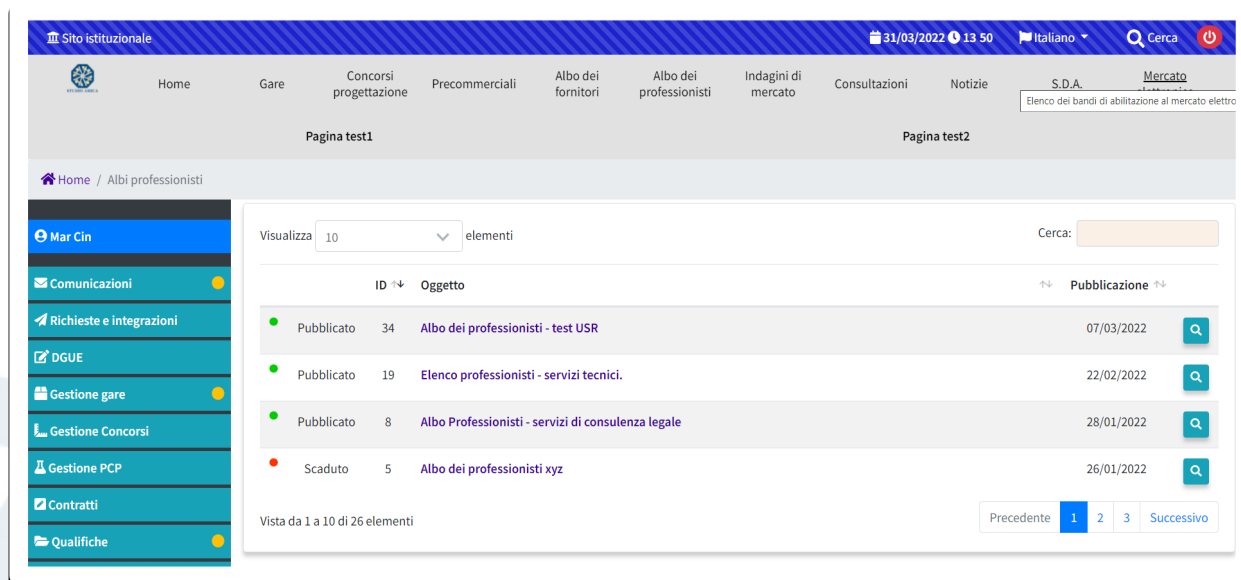 Sito istituzionale 31/03/2022 13 50 Italiano Cerca
Home Gare Concorsi progettazione Precommerciali Albo dei fornitori Albo dei professionisti Indagini di mercato Consultazioni Notizie S.D.A. Mercato
Elenco dei bandi di abilitazione al mercato elettro
Pagina test1 Pagina test2
Home / Albi professionisti
Mar Cin
Comunicazioni
Richieste e integrazioni
DGUE
Gestione gare
Gestione Concorsi
Gestione PCP
Contratti
Qualifiche
Visualizza 10 elementi Cerca:
ID Oggetto Pubblicazione
Pubblicato 34 Albo dei professionisti - test USR 07/03/2022
Pubblicato 19 Elenco professionisti - servizi tecnici. 22/02/2022
Pubblicato 8 Albo Professionisti - servizi di consulenza legale 28/01/2022
Scaduto 5 Albo dei professionisti xyz 26/01/2022
Vista da 1 a 10 di 26 elementi Precedente 1 2 3 Successivo